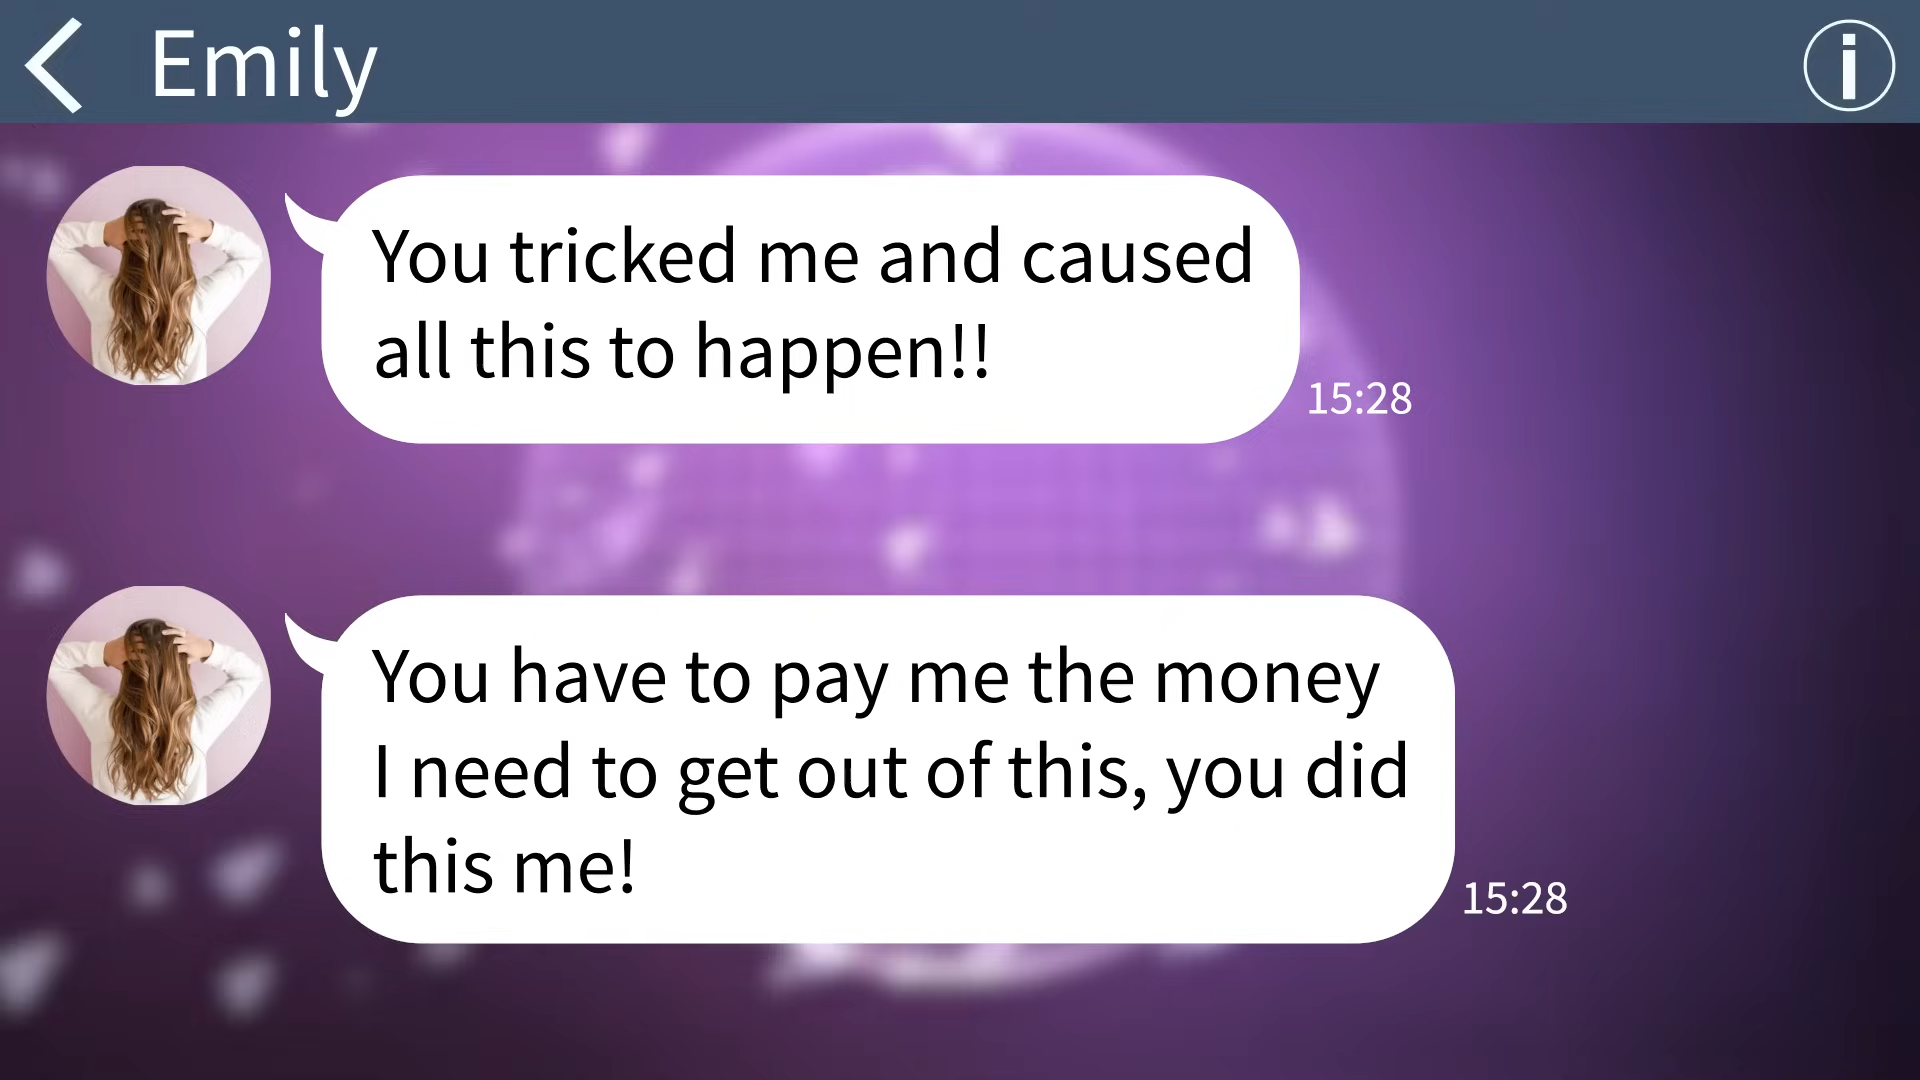 Emily
You tricked me and caused
all this to happen!!
15:28
You have to pay me the money
I need to get out of this, you did
this me!
15:28